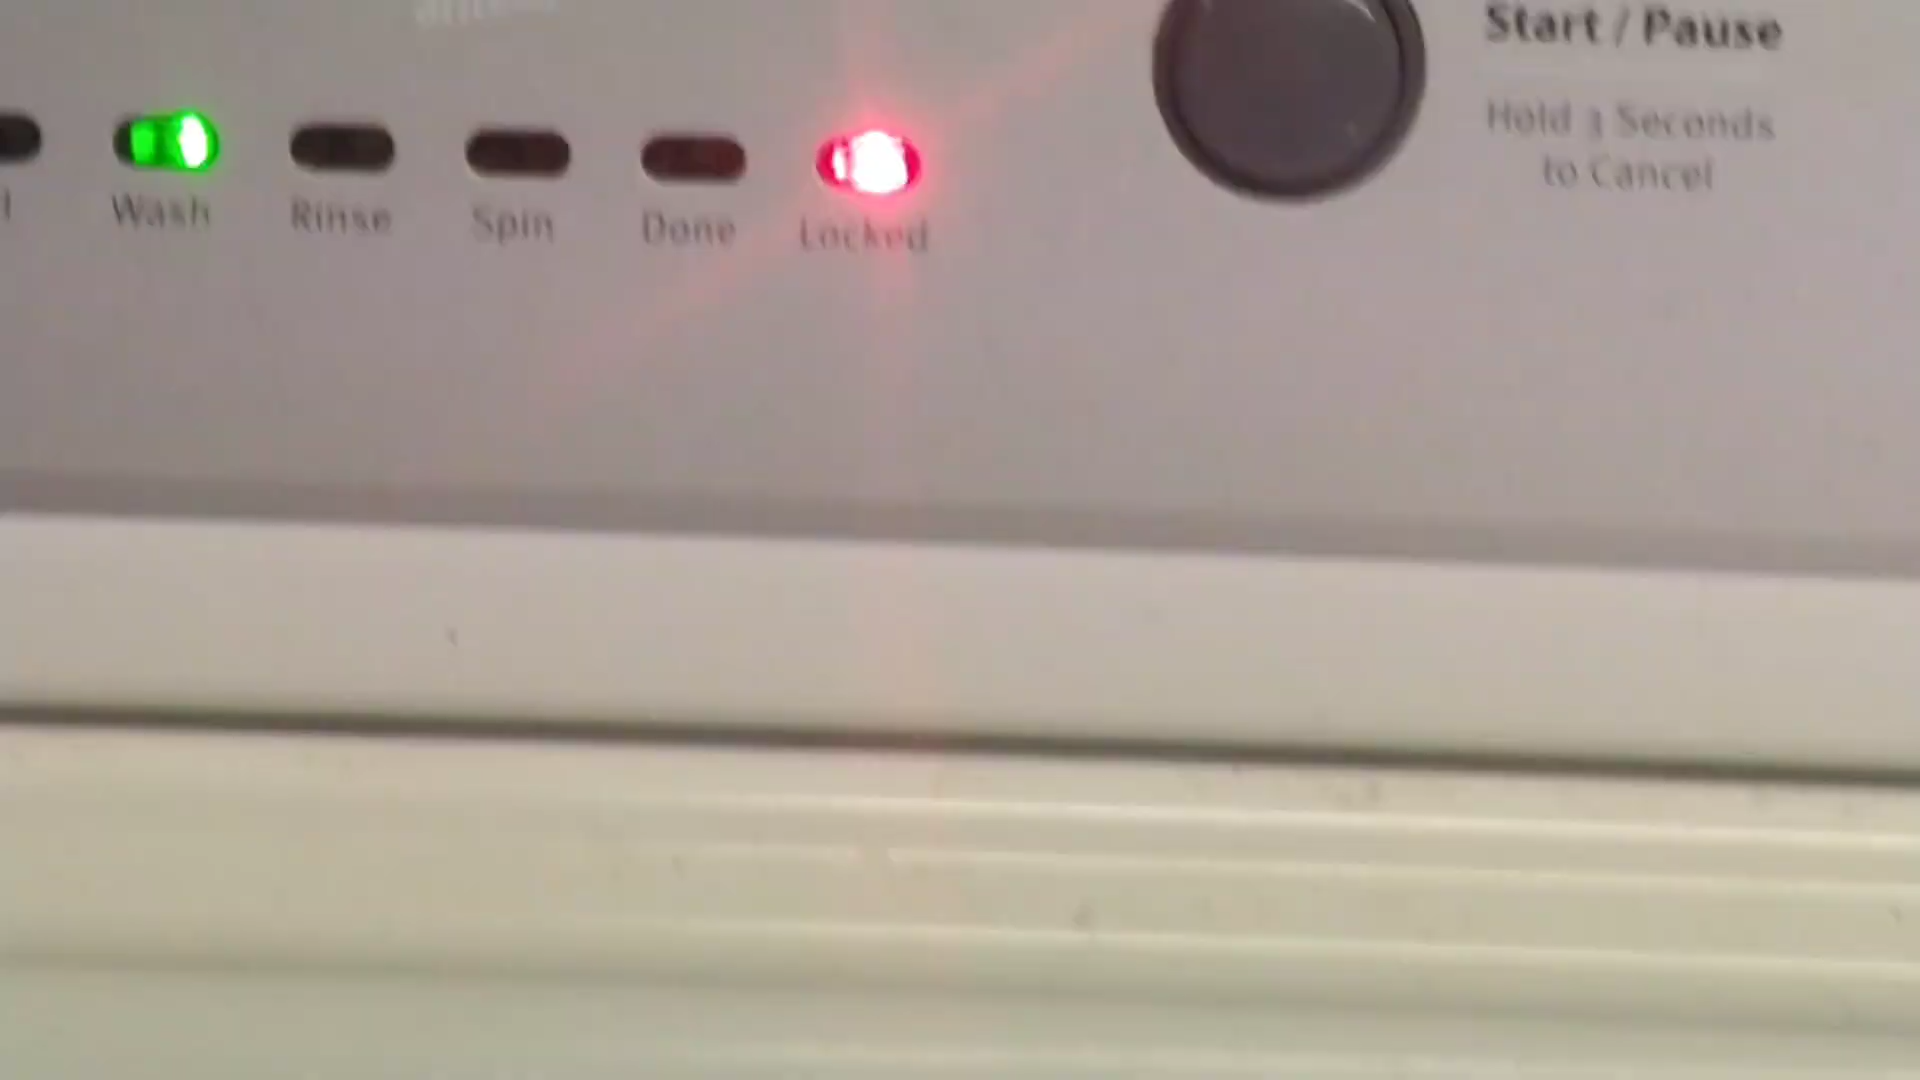 Start / Pause
Hold 3 Seconds
to Cancel
Wash
Rinse
Spin
Done
Locked